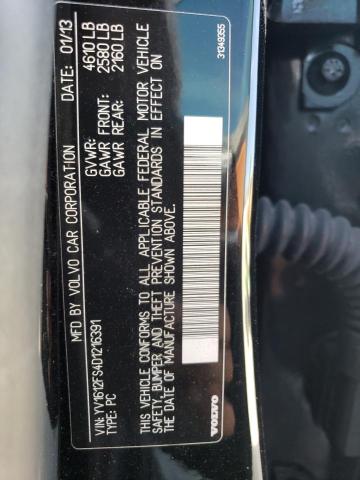 MFD BY VOLVO CAR CORPORATION 01/13
GVWR: 4610 LB
GAWR FRONT: 2580 LB
GAWR REAR: 2160 LB
VIN: YV1612FS4D1216391
TYPE: PC
THIS VEHICLE CONFORMS TO ALL APPLICABLE FEDERAL MOTOR VEHICLE
SAFETY, BUMPER AND THEFT PREVENTION STANDARDS IN EFFECT ON
THE DATE OF MANUFACTURE SHOWN ABOVE.
VOLVO
31349355